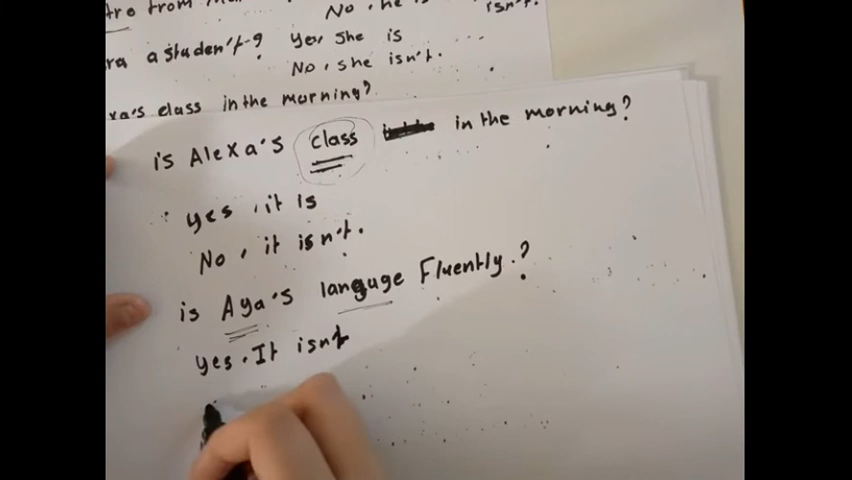 from
No, he
isn't.
a student-? yes, she is
No, she isn't.
class in the morning?
is Alexa's class in the morning?
yes, it is
No, it isn't.
is Aya's languge Fluently.?
yes. It isn't